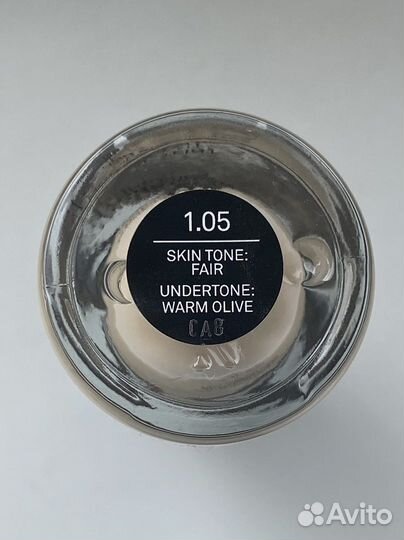 1.05
SKIN TONE:
FAIR
UNDERTONE:
WARM OLIVE
Avito